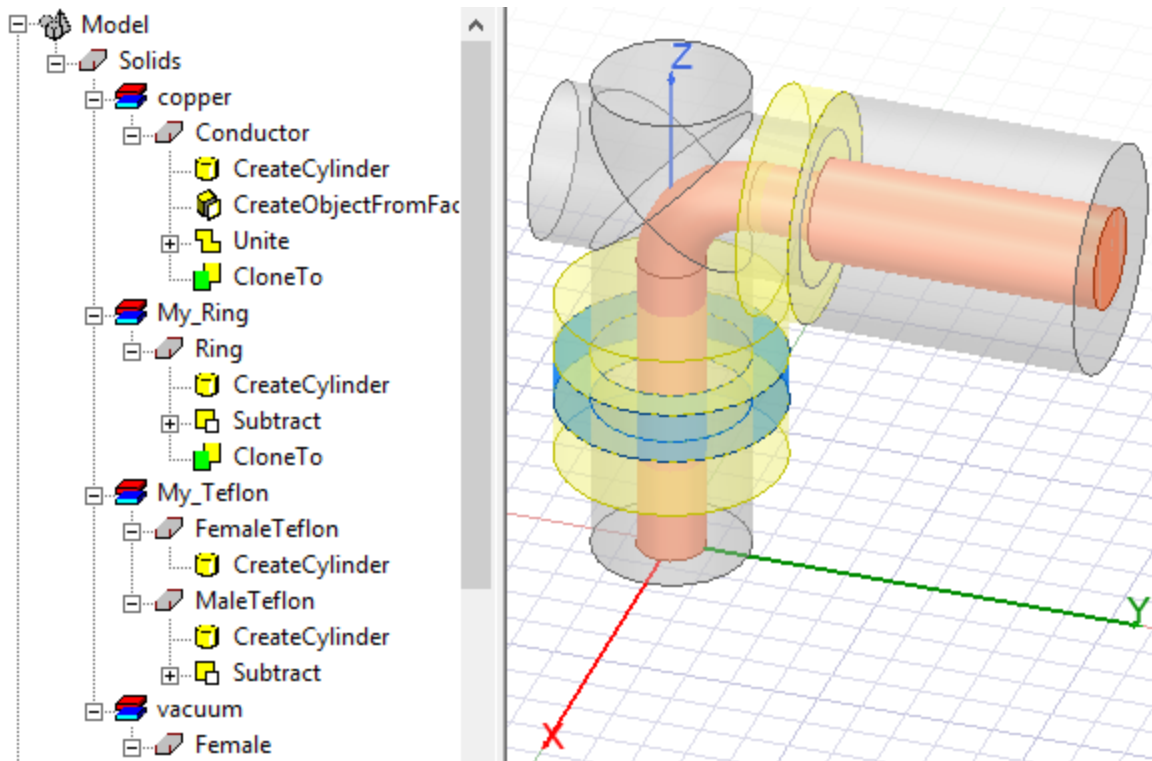 Model
Solids
copper
Conductor
CreateCylinder
CreateObjectFromFac
Unite
CloneTo
My_Ring
Ring
CreateCylinder
Subtract
CloneTo
My_Teflon
FemaleTeflon
CreateCylinder
MaleTeflon
CreateCylinder
Subtract
vacuum
Female
Z
Y
X